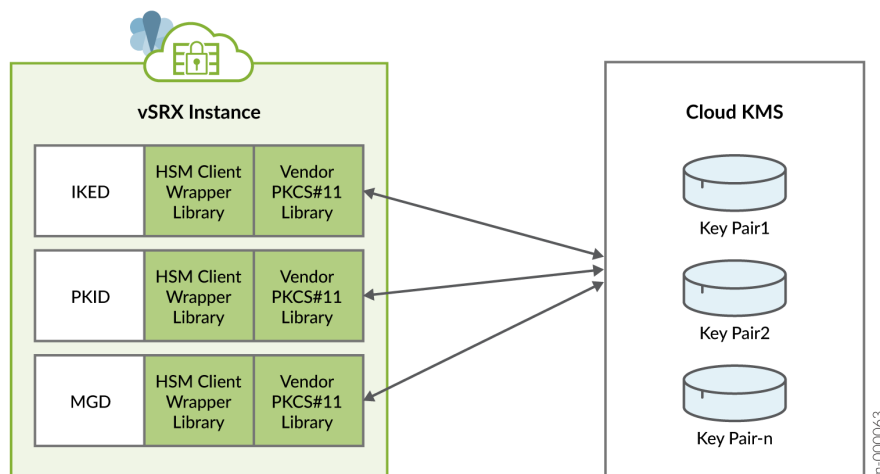 vSRX Instance
IKED
HSM Client
Wrapper
Library
Vendor
PKCS#11
Library
PKID
HSM Client
Wrapper
Library
Vendor
PKCS#11
Library
MGD
HSM Client
Wrapper
Library
Vendor
PKCS#11
Library
Cloud KMS
Key Pair1
Key Pair2
Key Pair-n